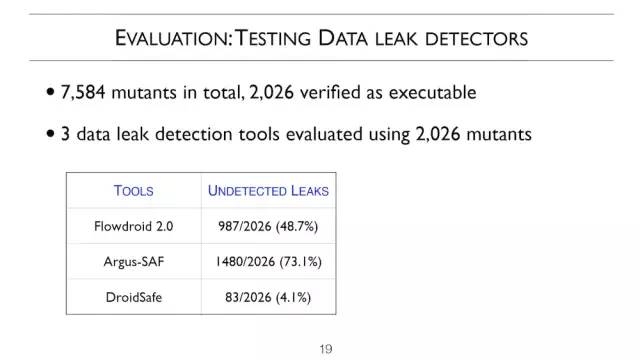 EVALUATION: TESTING DATA LEAK DETECTORS
• 7,584 mutants in total, 2,026 verified as executable
• 3 data leak detection tools evaluated using 2,026 mutants
TOOLS UNDETECTED LEAKS
Flowdroid 2.0 987/2026 (48.7%)
Argus-SAF 1480/2026 (73.1%)
DroidSafe 83/2026 (4.1%)
19